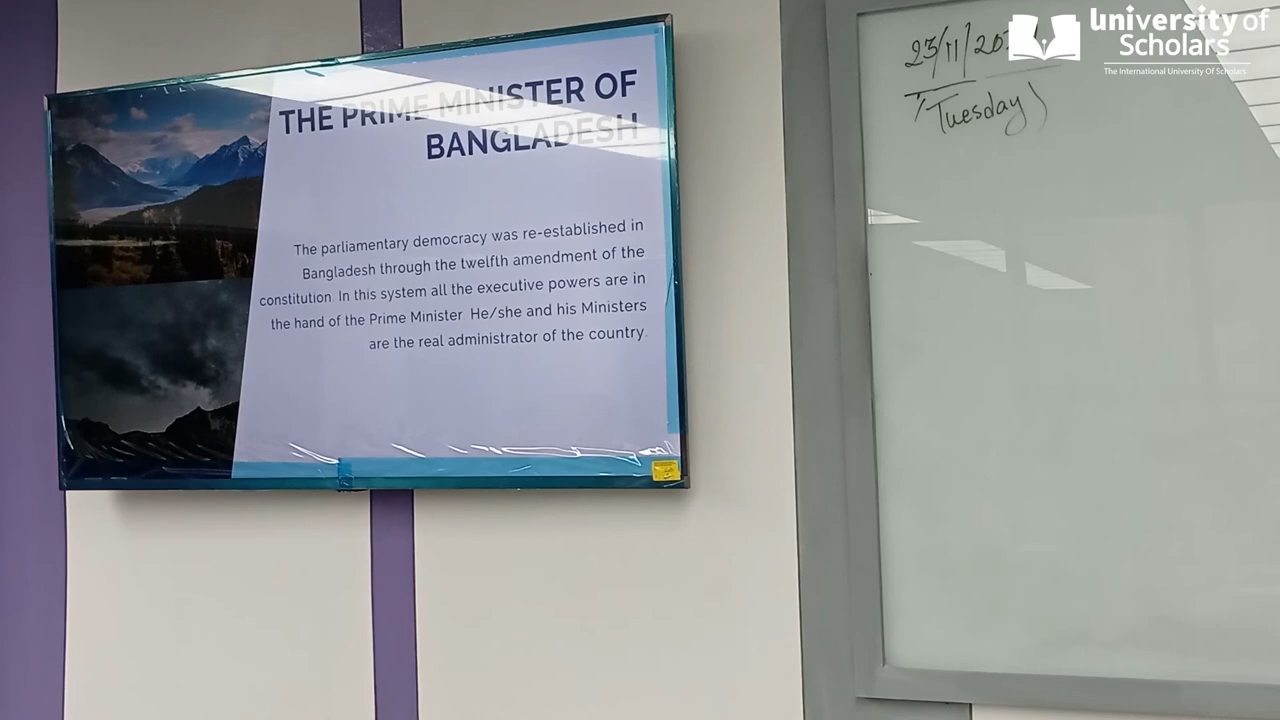 THE PRIME MINISTER OF
BANGLADESH
The parliamentary democracy was re-established in
Bangladesh through the twelfth amendment of the
constitution. In this system all the executive powers are in
the hand of the Prime Minister He/she and his Ministers
are the real administrator of the country.
(Tuesday)
University of
Scholars
The International University Of Scholars